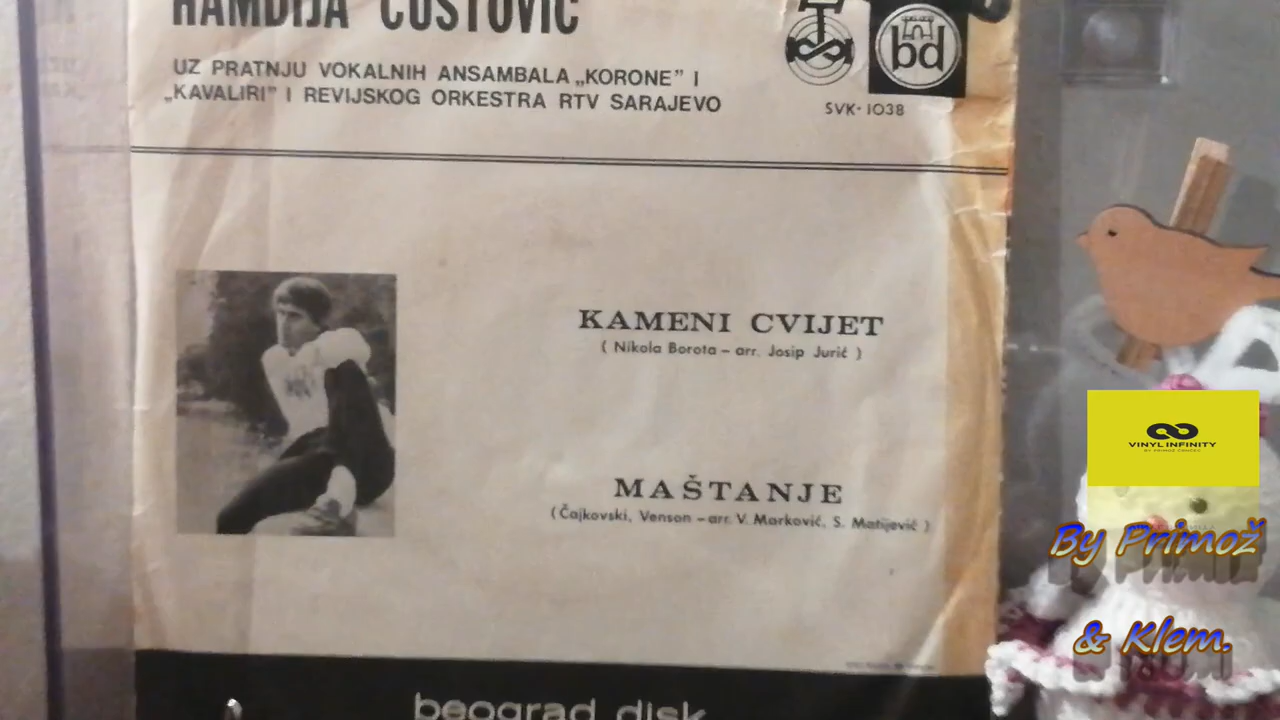 HAMDIJA ČUSTOVIĆ
UZ PRATNJU VOKALNIH ANSAMBALA „KORONE” I
„KAVALIRI” I REVIJSKOG ORKESTRA RTV SARAJEVO
bd
SVK-1038
KAMENI CVIJET
( Nikola Borota – arr. Josip Jurić )
MAŠTANJE
(Čajkovski, Venson – arr. V. Marković, S. Matijević )
beograd disk
VINYL INFINITY
By Primož
& Klem.